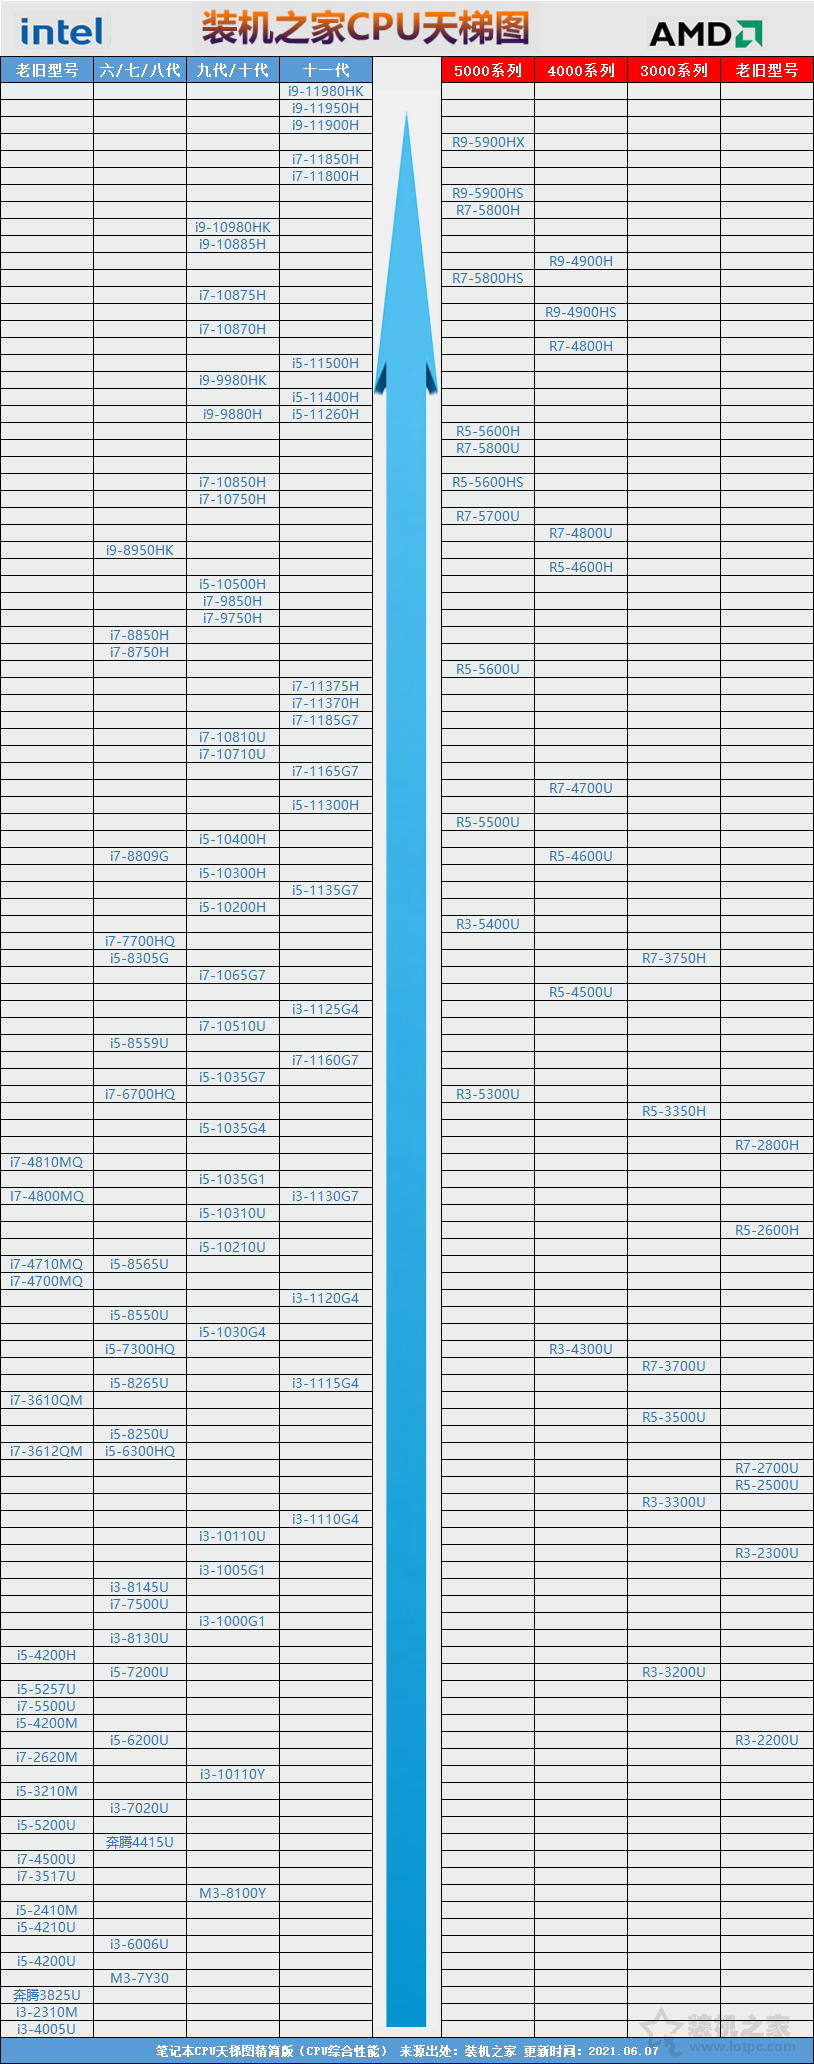 intel 装机之家CPU天梯图 AMD
老旧型号 六/七/八代 九代/十代 十一代 5000系列 4000系列 3000系列 老旧型号
i9-11980HK
i9-11950H
i9-11900H
R9-5900HX
i7-11850H
i7-11800H
R9-5900HS
R7-5800H
i9-10980HK
i9-10885H
R9-4900H
R7-5800HS
i7-10875H
R9-4900HS
i7-10870H
R7-4800H
i5-11500H
i9-9980HK
i5-11400H
i9-9880H i5-11260H
R5-5600H
R7-5800U
i7-10850H R5-5600HS
i7-10750H
R7-5700U
R7-4800U
i9-8950HK
R5-4600H
i5-10500H
i7-9850H
i7-9750H
i7-8850H
i7-8750H
R5-5600U
i7-11375H
i7-11370H
i7-1185G7
i7-10810U
i7-10710U
i7-1165G7
R7-4700U
i5-11300H
R5-5500U
i5-10400H
i7-8809G R5-4600U
i5-10300H
i5-1135G7
i5-10200H
R3-5400U
i7-7700HQ
i5-8305G R7-3750H
i7-1065G7
R5-4500U
i3-1125G4
i7-10510U
i5-8559U
i7-1160G7
i5-1035G7
i7-6700HQ R3-5300U
R5-3350H
i5-1035G4
R7-2800H
i7-4810MQ
i5-1035G1
I7-4800MQ i3-1130G7
i5-10310U
R5-2600H
i5-10210U
i7-4710MQ i5-8565U
i7-4700MQ
i3-1120G4
i5-8550U
i5-1030G4
i5-7300HQ R3-4300U
R7-3700U
i5-8265U i3-1115G4
i7-3610QM
R5-3500U
i5-8250U
i7-3612QM i5-6300HQ
R7-2700U
R5-2500U
R3-3300U
i3-1110G4
i3-10110U
R3-2300U
i3-1005G1
i3-8145U
i7-7500U
i3-1000G1
i3-8130U
i5-4200H
i5-7200U R3-3200U
i5-5257U
i7-5500U
i5-4200M
i5-6200U R3-2200U
i7-2620M
i3-10110Y
i5-3210M
i3-7020U
i5-5200U
奔腾4415U
i7-4500U
i7-3517U
M3-8100Y
i5-2410M
i5-4210U
i3-6006U
i5-4200U
M3-7Y30
奔腾3825U
i3-2310M
i3-4005U
装机之家
www.lotpc.com
笔记本CPU天梯图精简版（CPU综合性能） 来源出处：装机之家 更新时间：2021.06.07